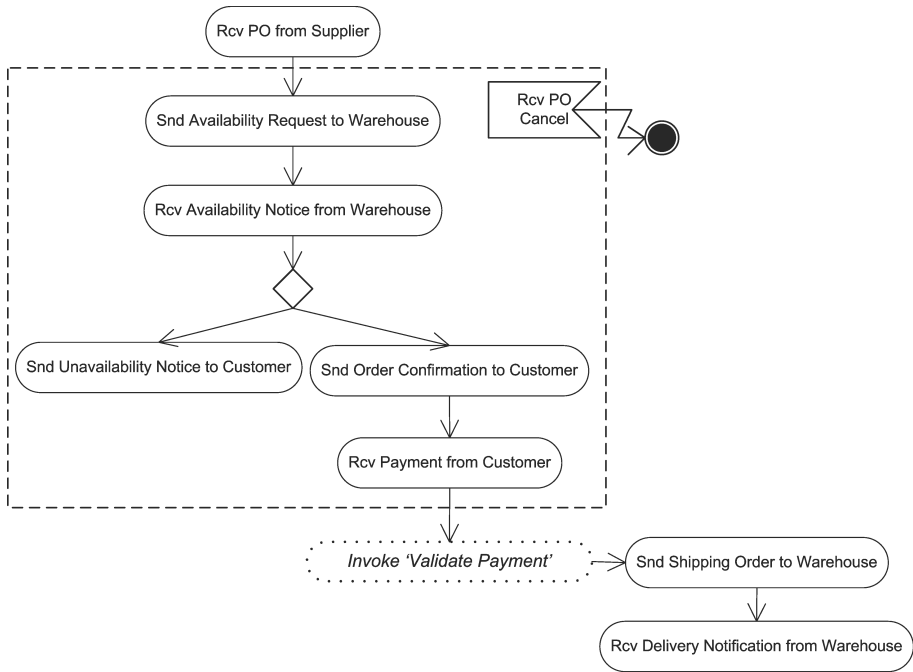 Rcv PO from Supplier
Rcv PO
Cancel
Snd Availability Request to Warehouse
Rcv Availability Notice from Warehouse
Snd Unavailability Notice to Customer
Snd Order Confirmation to Customer
Rcv Payment from Customer
Invoke ‘Validate Payment’
Snd Shipping Order to Warehouse
Rcv Delivery Notification from Warehouse